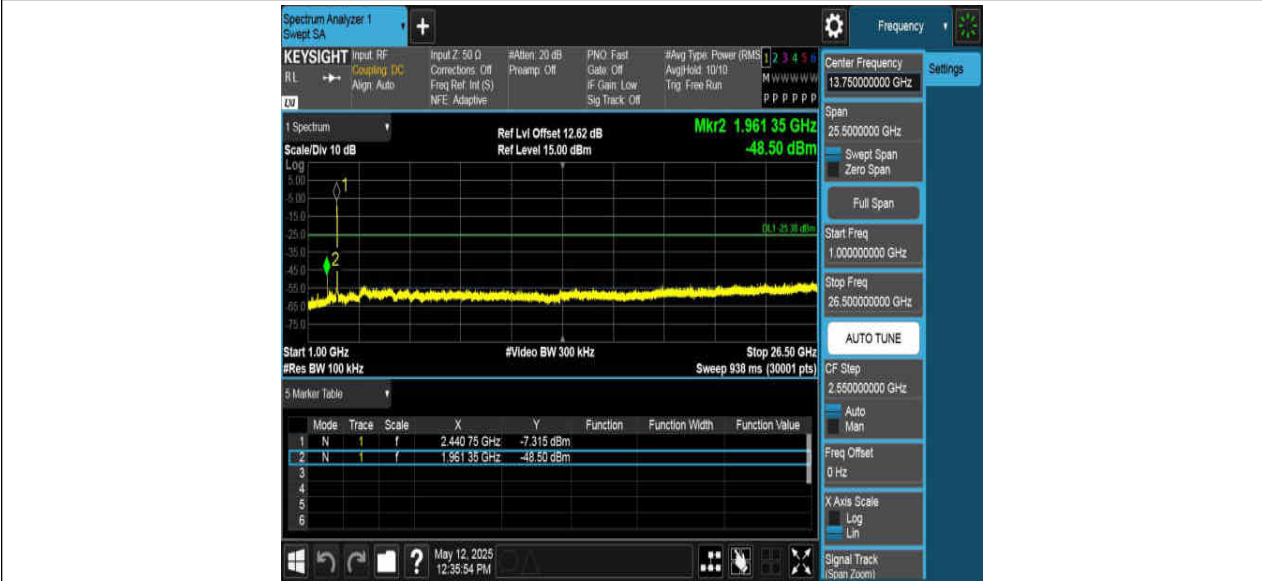 Spectrum Analyzer 1
Swept SA
+
Frequency
KEYSIGHT
RL
LXI
Input: RF
Coupling: DC
Align: Auto
Input Z: 50 Ω
Corrections: Off
Freq Ref: Int (S)
NFE: Adaptive
#Atten: 20 dB
Preamp: Off
PNO: Fast
Gate: Off
IF Gain: Low
Sig Track: Off
#Avg Type: Power (RMS
Avg|Hold: 10/10
Trig: Free Run
1 2 3 4 5 6
M W W W W W
P P P P P P
1 Spectrum
Scale/Div 10 dB
Ref Lvl Offset 12.62 dB
Ref Level 15.00 dBm
Mkr2 1.961 35 GHz
-48.50 dBm
Log
5.00
-5.00
-15.0
-25.0
-35.0
-45.0
-55.0
-65.0
-75.0
1
2
DL1 -25.30 dBm
Start 1.00 GHz
#Res BW 100 kHz
#Video BW 300 kHz
Stop 26.50 GHz
Sweep 938 ms (30001 pts)
5 Marker Table
Mode Trace Scale X Y Function Function Width Function Value
1 N 1 f 2.440 75 GHz -7.315 dBm
2 N 1 f 1.961 35 GHz -48.50 dBm
3
4
5
6
?
May 12, 2025
12:35:54 PM
Center Frequency
13.750000000 GHz
Settings
Span
25.5000000 GHz
Swept Span
Zero Span
Full Span
Start Freq
1.000000000 GHz
Stop Freq
26.500000000 GHz
AUTO TUNE
CF Step
2.550000000 GHz
Auto
Man
Freq Offset
0 Hz
X Axis Scale
Log
Lin
Signal Track
(Span Zoom)